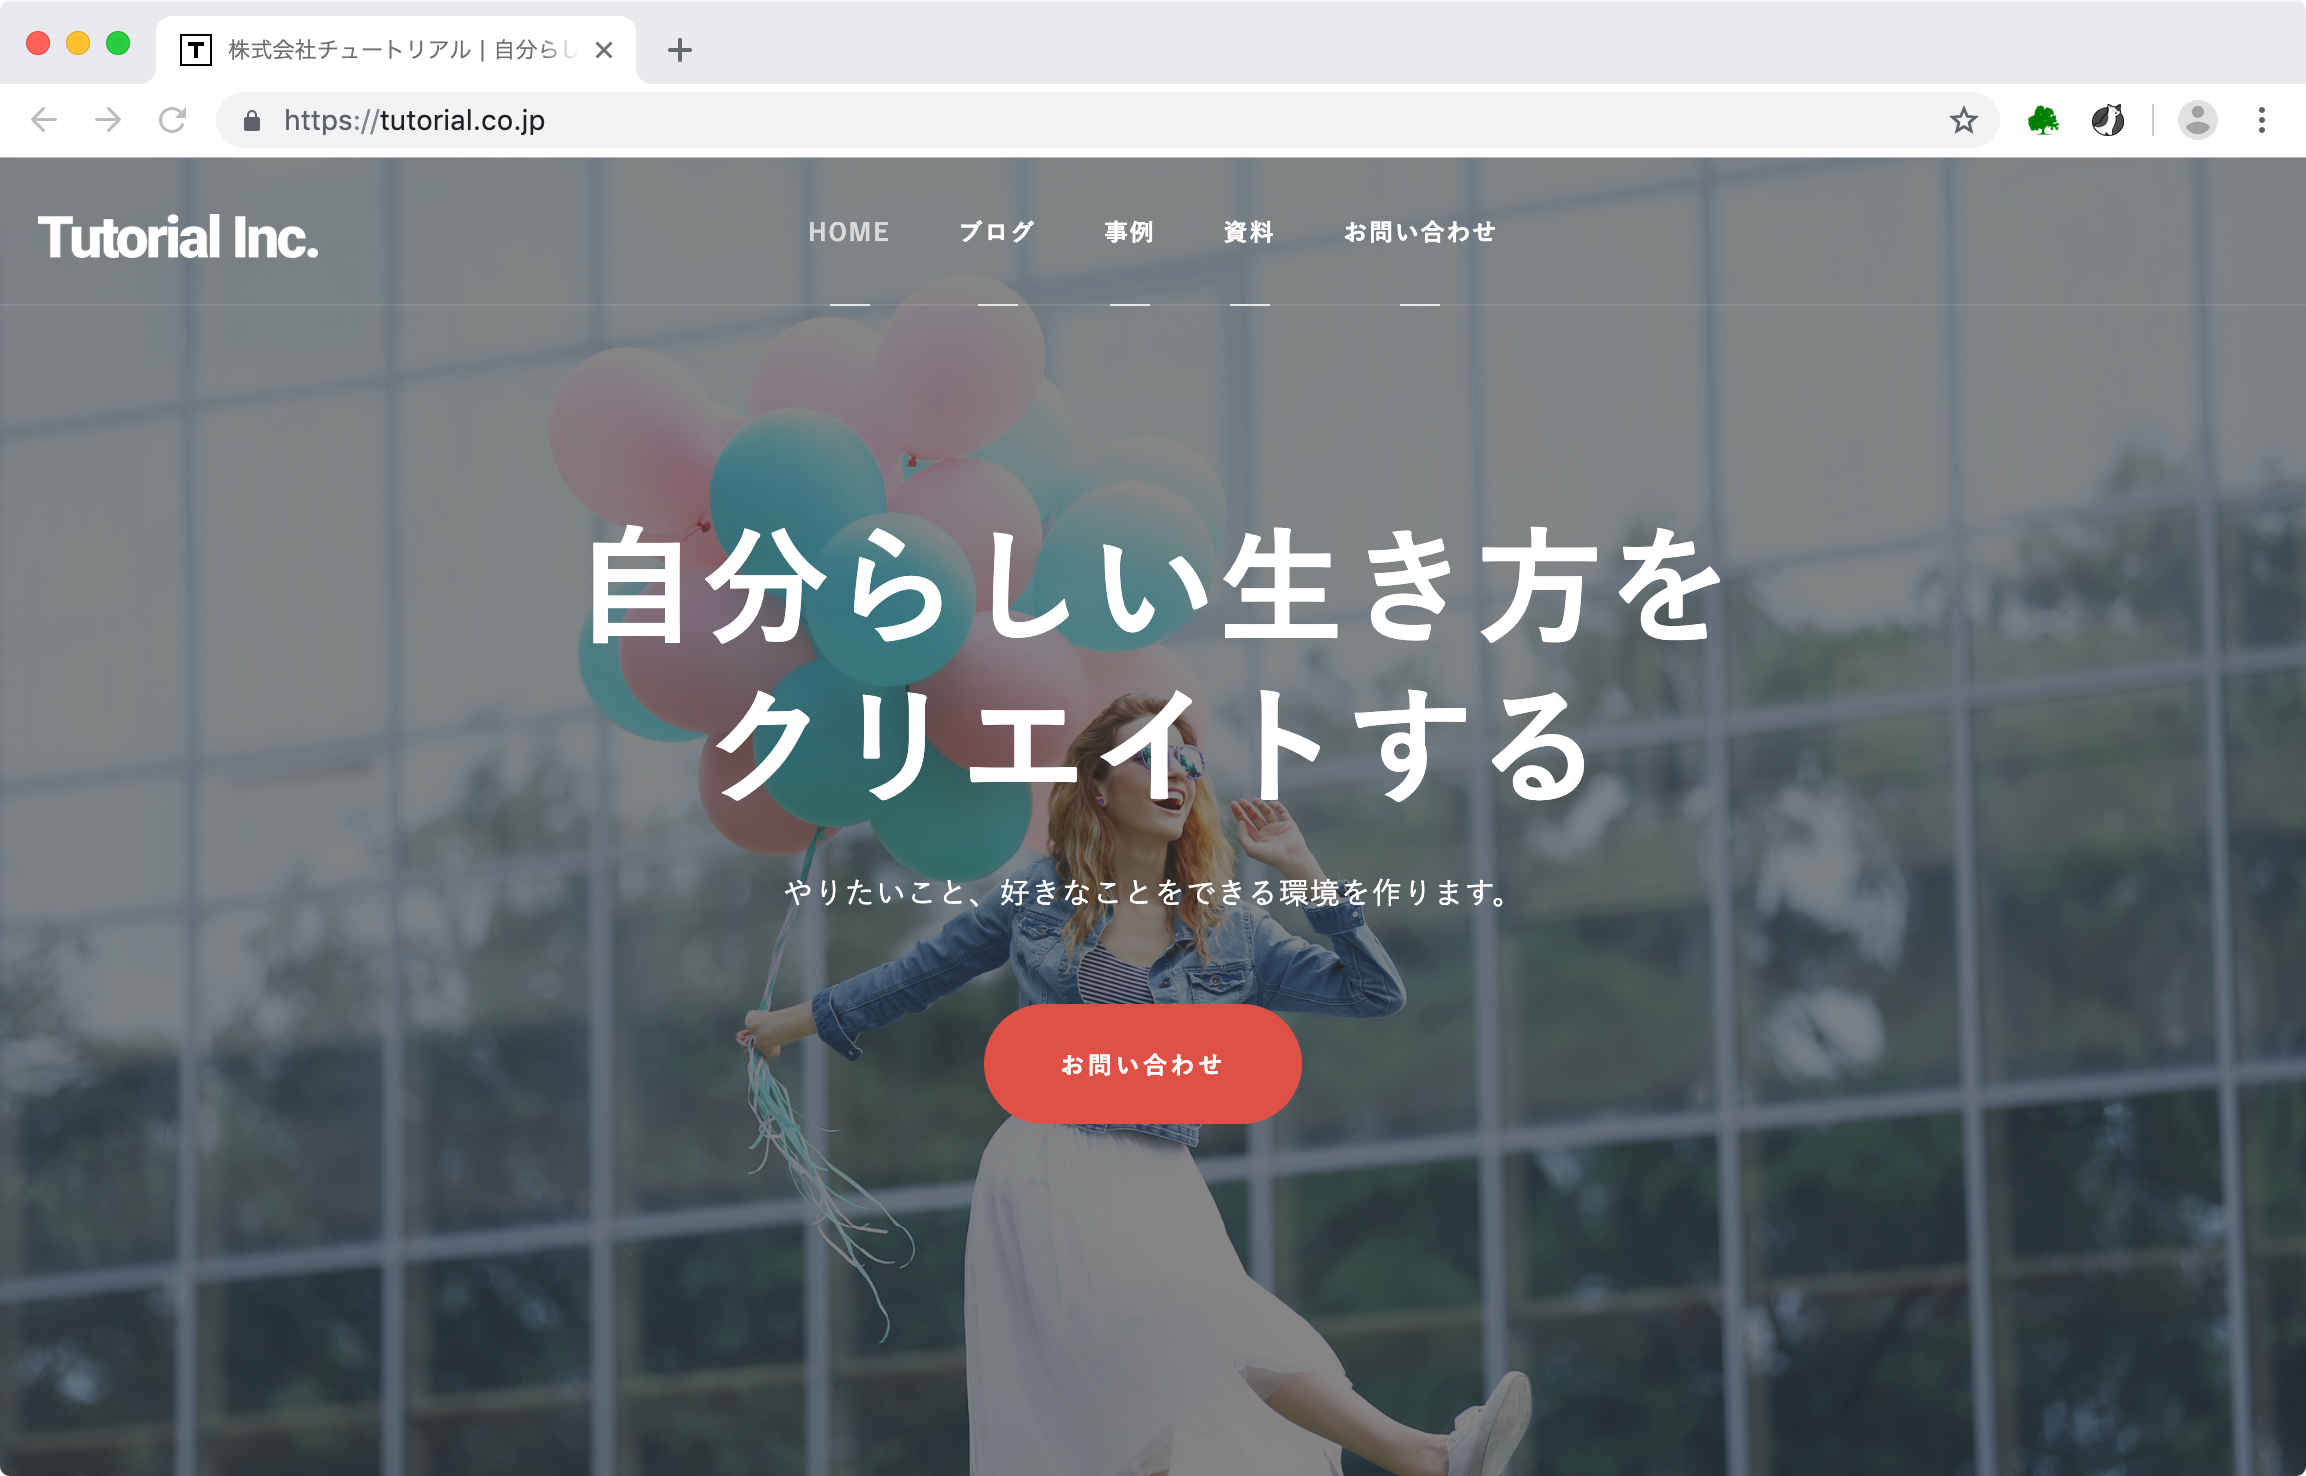 T 株式会社チュートリアル | 自分らし
https://tutorial.co.jp
Tutorial Inc.
HOME ブログ 事例 資料 お問い合わせ
自分らしい生き方を
クリエイトする
やりたいこと、好きなことをできる環境を作ります。
お問い合わせ